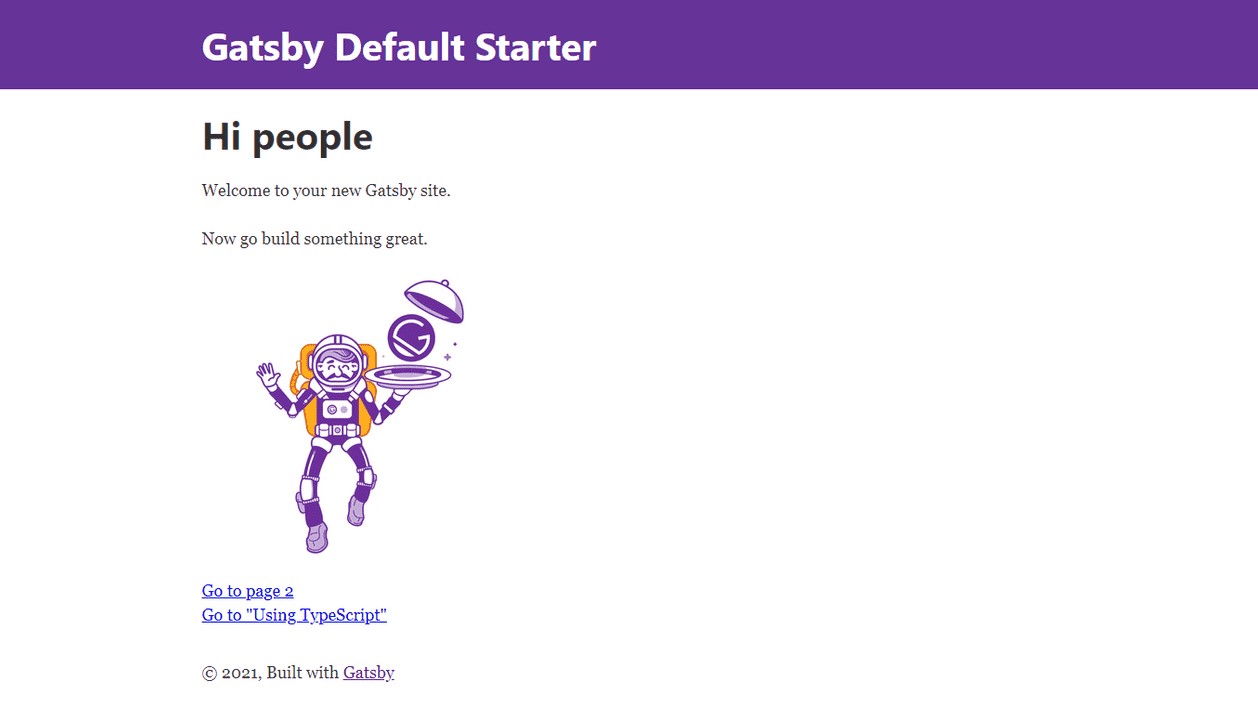 Gatsby Default Starter
Hi people
Welcome to your new Gatsby site.
Now go build something great.
Go to page 2
Go to "Using TypeScript"
© 2021, Built with Gatsby